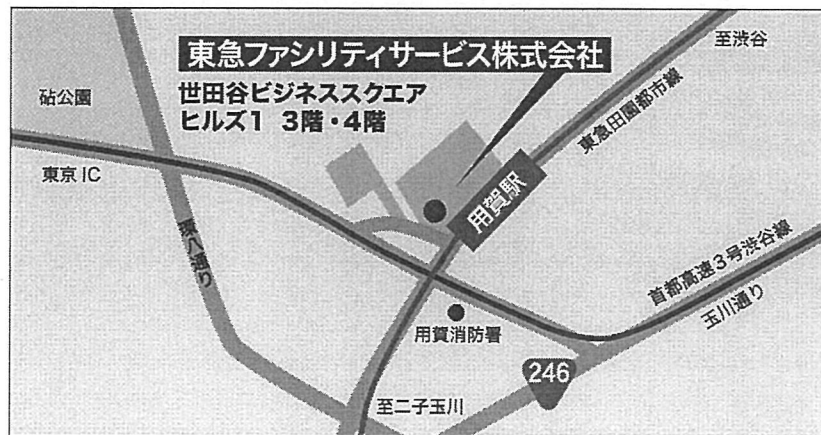 東急ファシリティサービス株式会社
世田谷ビジネススクエア
ヒルズ1 3階・4階
至渋谷
砧公園
東急田園都市線
東京IC
用賀駅
環八通り
首都高速3号渋谷線
玉川通り
用賀消防署
246
至二子玉川